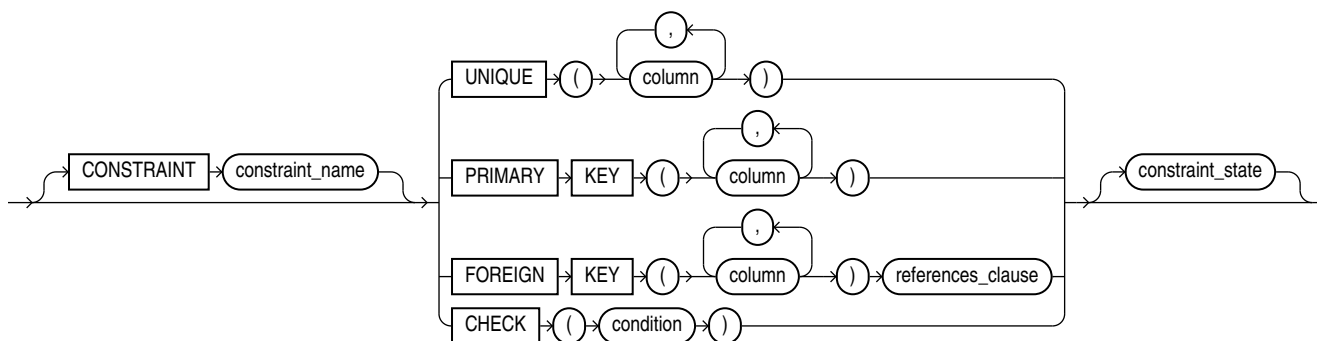 ,
UNIQUE ( column )
,
CONSTRAINT constraint_name PRIMARY KEY ( column ) constraint_state
,
FOREIGN KEY ( column ) references_clause
CHECK ( condition )